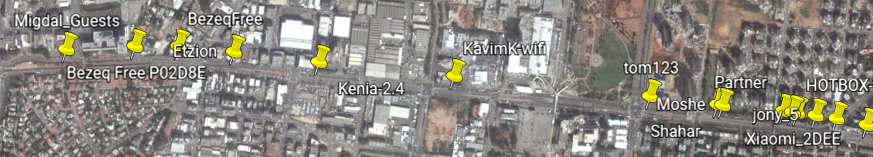 Migdal_Guests
BezeqFree
Etzion
Bezeq Free.P02D8E
Kenia-2.4
KavimK-wifi
tom123
Partner
Moshe
HOTBOX-
jony_5
Shahar
Xiaomi_2DEE